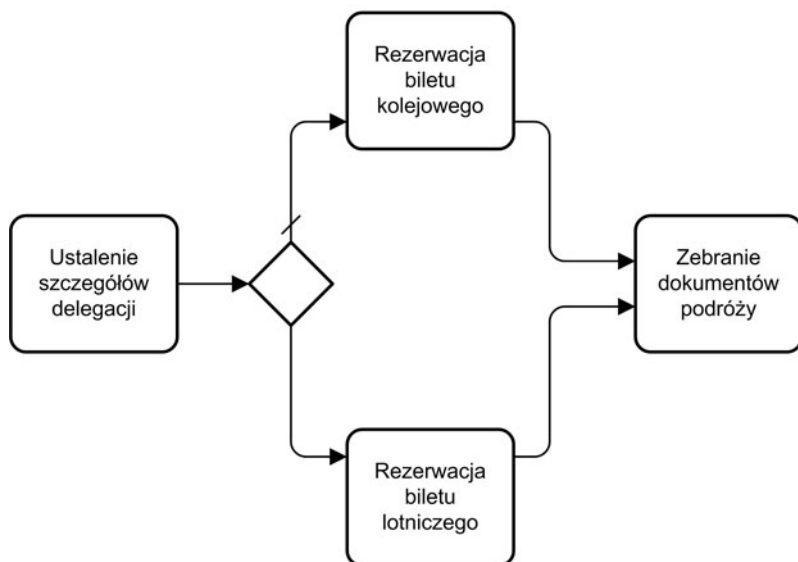 Rezerwacja
biletu
kolejowego
Ustalenie
szczegółów
delegacji
Zebranie
dokumentów
podróży
Rezerwacja
biletu
lotniczego